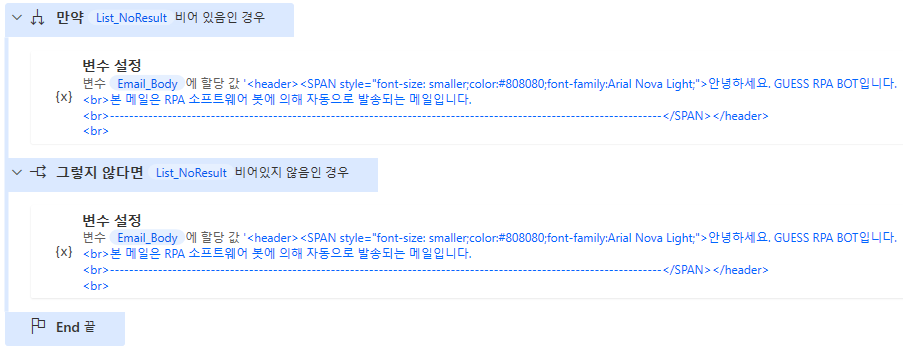 만약 List_NoResult 비어 있음인 경우
변수 설정
{x} 변수 Email_Body 에 할당 값 '<header><SPAN style="font-size: smaller;color:#808080;font-family:Arial Nova Light;">안녕하세요. GUESS RPA BOT입니다.
<br>본 메일은 RPA 소프트웨어 봇에 의해 자동으로 발송되는 메일입니다.
<br>-------------------------------------------------------------------------------------------------------------------</SPAN></header>
<br>
그렇지 않다면 List_NoResult 비어있지 않음인 경우
변수 설정
{x} 변수 Email_Body 에 할당 값 '<header><SPAN style="font-size: smaller;color:#808080;font-family:Arial Nova Light;">안녕하세요. GUESS RPA BOT입니다.
<br>본 메일은 RPA 소프트웨어 봇에 의해 자동으로 발송되는 메일입니다.
<br>-------------------------------------------------------------------------------------------------------------------</SPAN></header>
<br>
End 끝